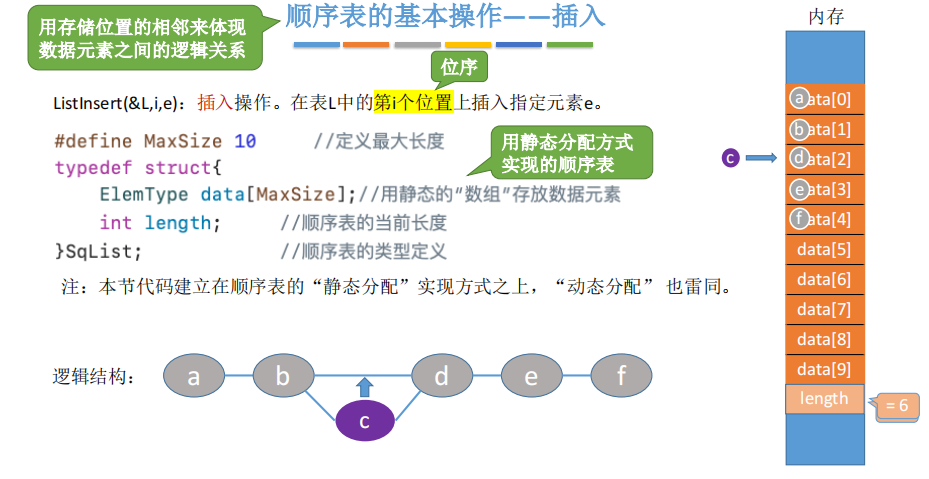 顺序表的基本操作——插入
用存储位置的相邻来体现
数据元素之间的逻辑关系
位序
ListInsert(&L,i,e)：插入操作。在表L中的第i个位置上插入指定元素e。
#define MaxSize 10 //定义最大长度
typedef struct{
ElemType data[MaxSize];//用静态的“数组”存放数据元素
int length; //顺序表的当前长度
}SqList; //顺序表的类型定义
用静态分配方式
实现的顺序表
注：本节代码建立在顺序表的“静态分配”实现方式之上，“动态分配” 也雷同。
逻辑结构：
a
b
d
e
f
c
内存
a ata[0]
b ata[1]
c
d ata[2]
e ata[3]
f ata[4]
data[5]
data[6]
data[7]
data[8]
data[9]
length
= 6